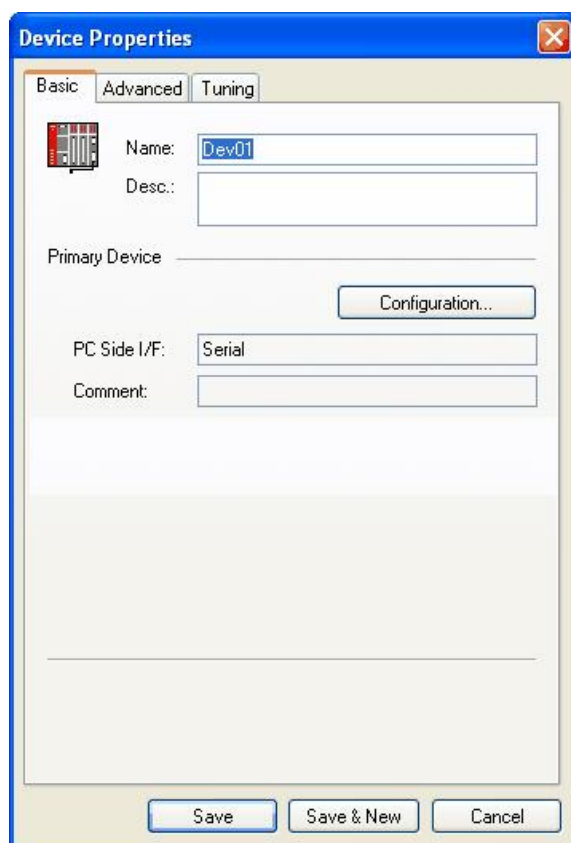 Device Properties
Basic Advanced Tuning
Name: Dev01
Desc.:
Primary Device
Configuration...
PC Side I/F: Serial
Comment:
Save Save & New Cancel